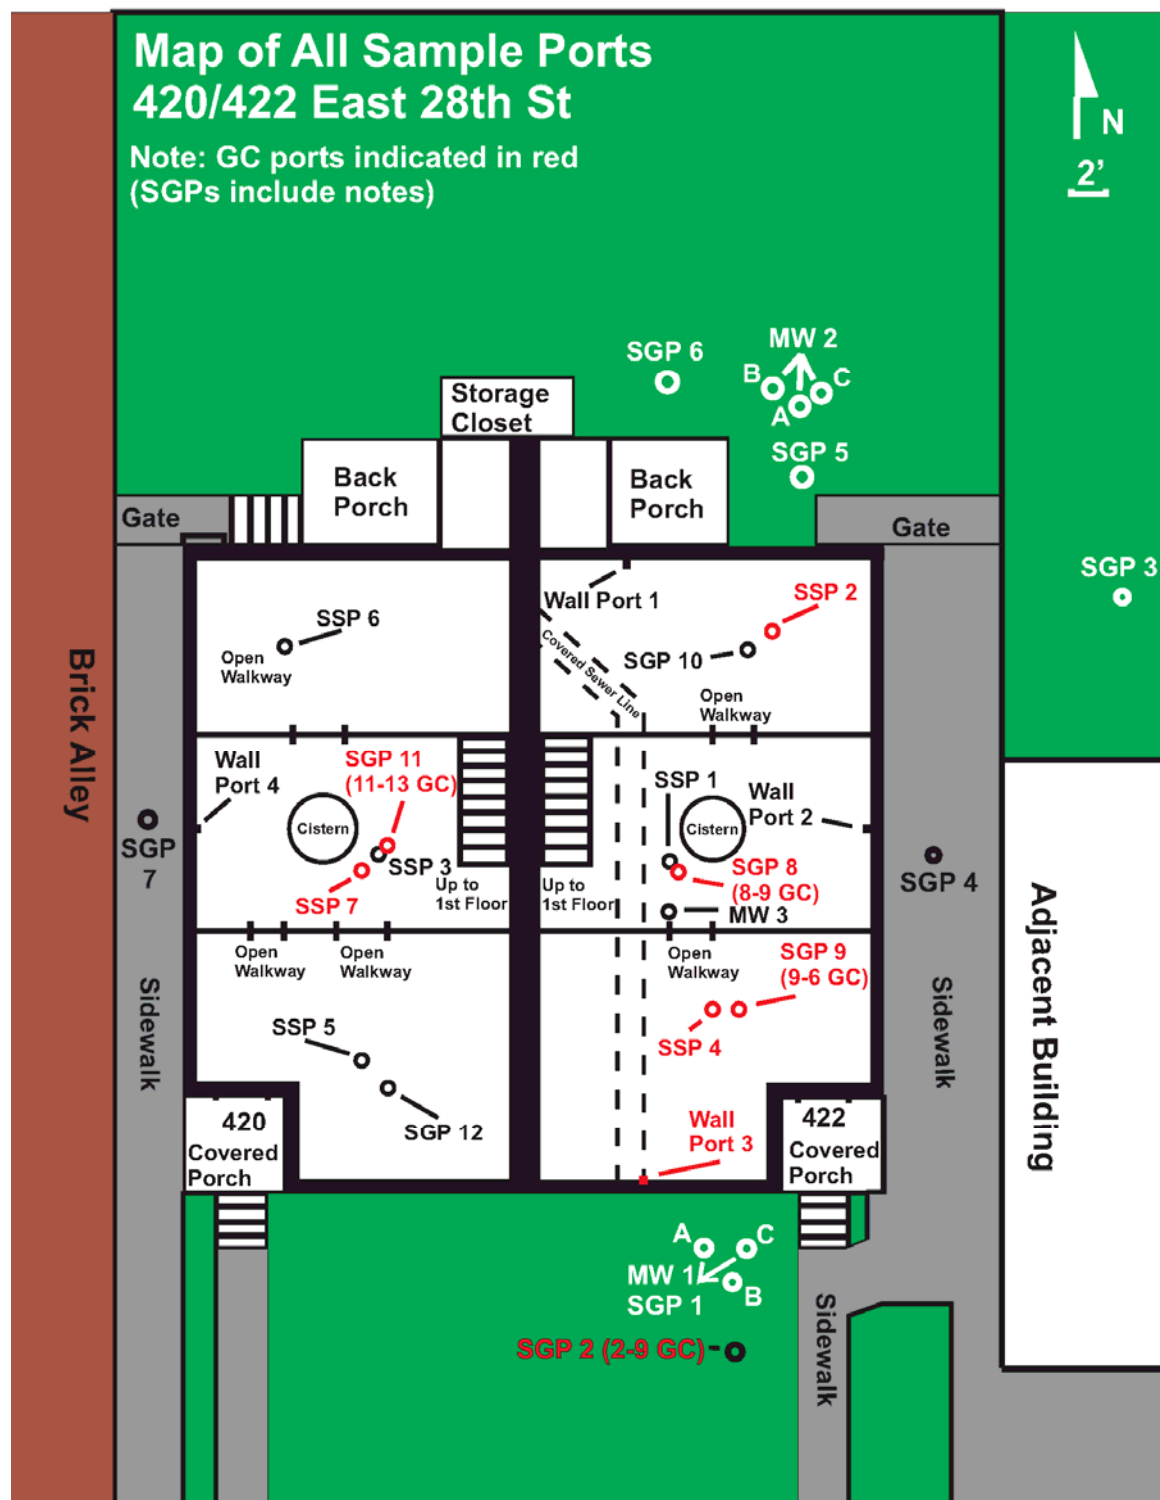 Map of All Sample Ports
420/422 East 28th St
Note: GC ports indicated in red
(SGPs include notes)
N
2’
MW 2
SGP 6
B
C
A
SGP 5
Storage
Closet
Back
Porch
Back
Porch
Gate
Gate
SGP 3
Wall Port 1
SSP 2
SSP 6
SGP 10
Open
Walkway
Covered Sewer Line
Open
Walkway
Brick Alley
Wall
Port 4
SGP 11
(11-13 GC)
SSP 1
Wall
Port 2
Cistern
Cistern
SGP
7
SSP 3
SGP 8
(8-9 GC)
SGP 4
SSP 7
Up to
1st Floor
Up to
1st Floor
MW 3
Open
Walkway
Open
Walkway
Open
Walkway
SGP 9
(9-6 GC)
Sidewalk
Sidewalk
Adjacent Building
SSP 5
SSP 4
SGP 12
420
Covered
Porch
Wall
Port 3
422
Covered
Porch
A
C
MW 1
B
SGP 1
SGP 2 (2-9 GC)
Sidewalk